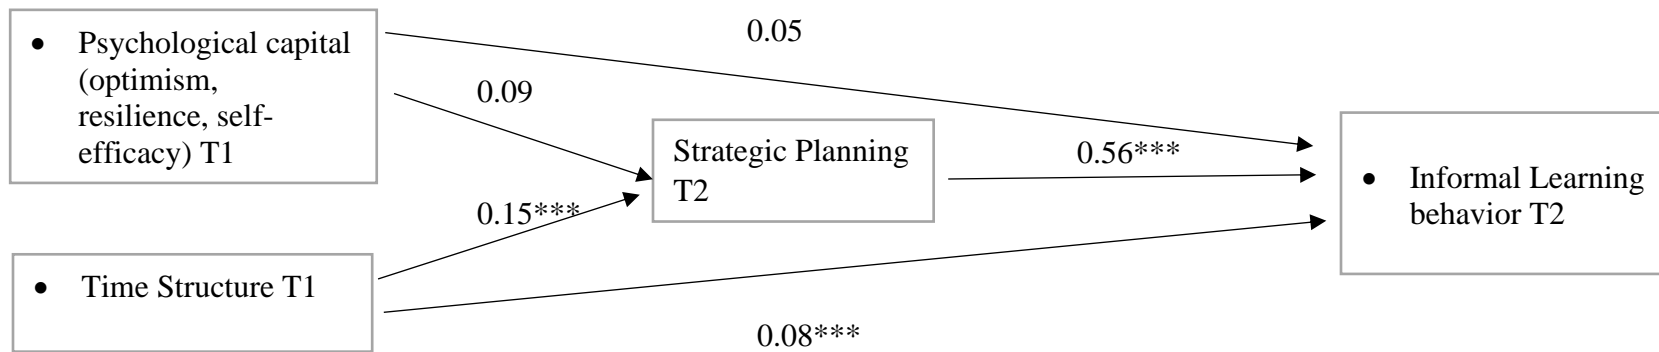 • Psychological capital
(optimism,
resilience, self-
efficacy) T1
0.05
0.09
Strategic Planning
T2
0.56***
• Informal Learning
behavior T2
0.15***
• Time Structure T1
0.08***